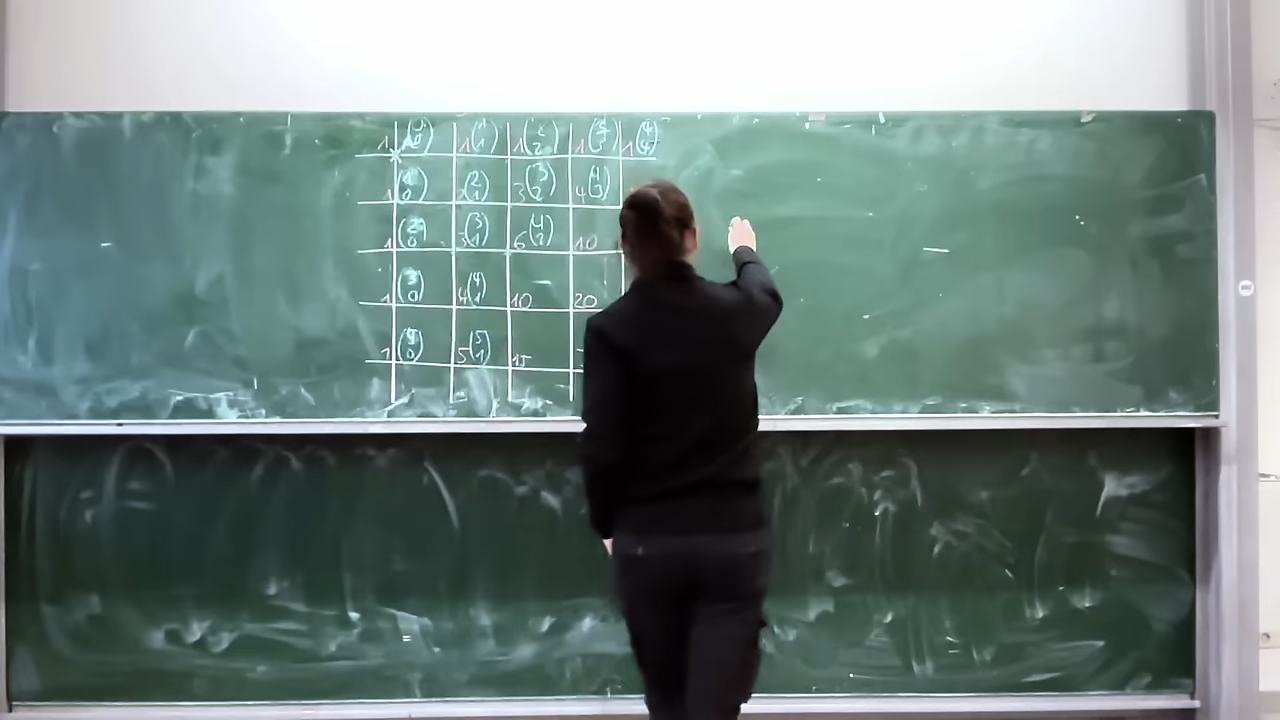 1 (0 0) 1 (1 1) 1 (2 2) 1 (3 3) 1 (4 4)
1 (1 0) 2 (2 1) 3 (3 2) 4 (4 3)
1 (2 0) 3 (3 1) 6 (4 2) 10
1 (3 0) 4 (4 1) 10 20
1 (4 0) 5 (5 1) 15